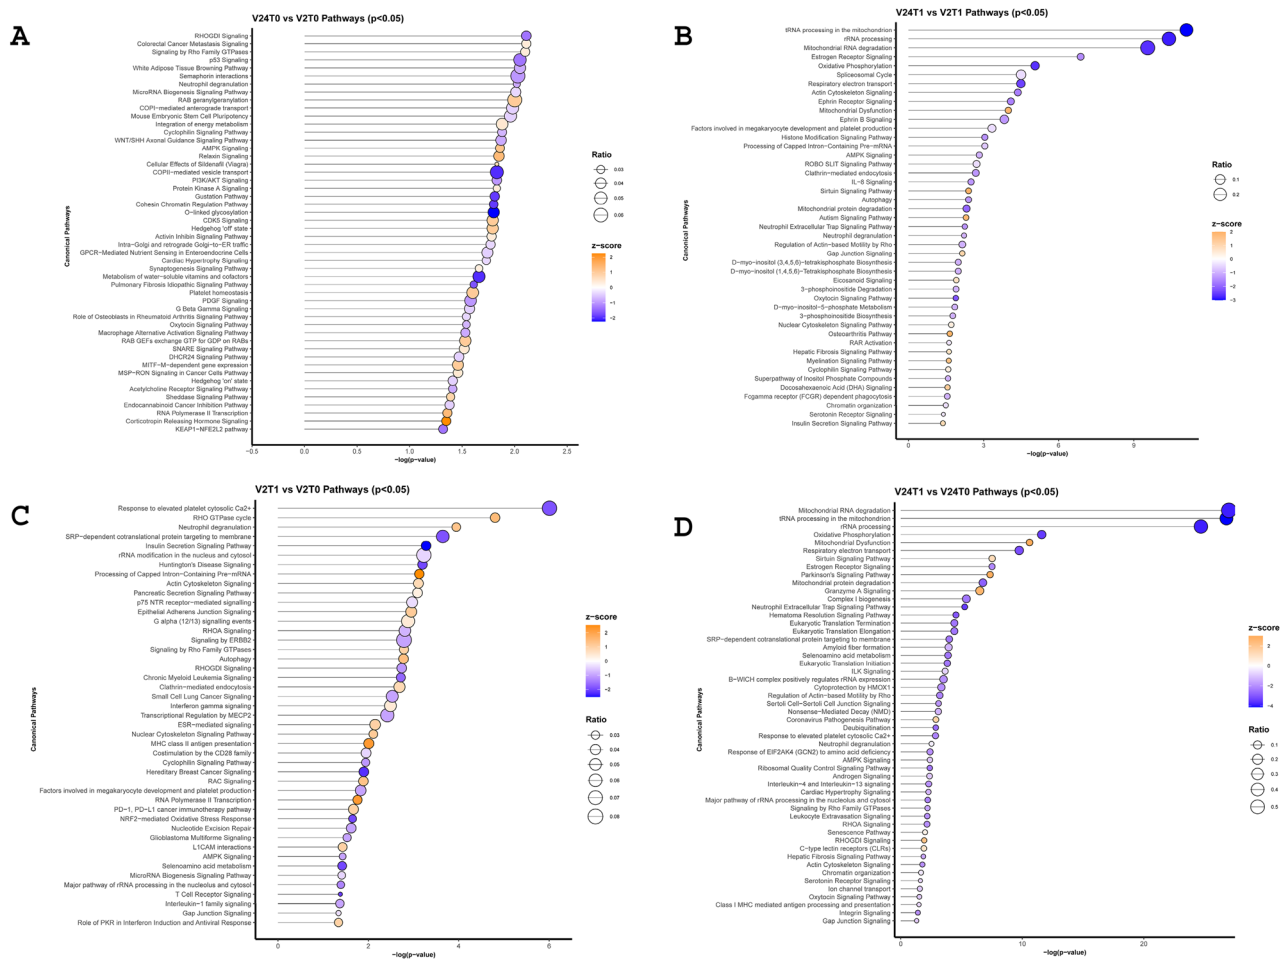 A
V24T0 vs V2T0 Pathways (p<0.05)
Canonical Pathways
RHOGDI Signaling
Colorectal Cancer Metastasis Signaling
Signaling by Rho Family GTPases
p53 Signaling
White Adipose Tissue Browning Pathway
Semaphorin interactions
Neutrophil degranulation
MicroRNA Biogenesis Signaling Pathway
RAB geranylgeranylation
COPI-mediated anterograde transport
Mouse Embryonic Stem Cell Pluripotency
Integration of energy metabolism
Cyclophilin Signaling Pathway
WNT/SHH Axonal Guidance Signaling Pathway
AMPK Signaling
Relaxin Signaling
Cellular Effects of Sildenafil (Viagra)
COPII-mediated vesicle transport
PI3K/AKT Signaling
Protein Kinase A Signaling
Gustation Pathway
Cohesin Chromatin Regulation Pathway
O-linked glycosylation
CDK5 Signaling
Hedgehog 'off' state
Activin Inhibin Signaling Pathway
Intra-Golgi and retrograde Golgi-to-ER traffic
GPCR-Mediated Nutrient Sensing in Enteroendocrine Cells
Cardiac Hypertrophy Signaling
Synaptogenesis Signaling Pathway
Metabolism of water-soluble vitamins and cofactors
Pulmonary Fibrosis Idiopathic Signaling Pathway
Platelet homeostasis
PDGF Signaling
G Beta Gamma Signaling
Role of Osteoblasts in Rheumatoid Arthritis Signaling Pathway
Oxytocin Signaling Pathway
Macrophage Alternative Activation Signaling Pathway
RAB GEFs exchange GTP for GDP on RABs
SNARE Signaling Pathway
DHCR24 Signaling Pathway
MITF-M-dependent gene expression
MSP-RON Signaling in Cancer Cells Pathway
Hedgehog 'on' state
Acetylcholine Receptor Signaling Pathway
Sheddase Signaling Pathway
Endocannabinoid Cancer Inhibition Pathway
RNA Polymerase II Transcription
Corticotropin Releasing Hormone Signaling
KEAP1-NFE2L2 pathway
−0.5 0.0 0.5 1.0 1.5 2.0 2.5
−log(p-value)
Ratio
0.03
0.04
0.05
0.06
z-score
2
1
0
−1
−2
B
V24T1 vs V2T1 Pathways (p<0.05)
Canonical Pathways
tRNA processing in the mitochondrion
rRNA processing
Mitochondrial RNA degradation
Estrogen Receptor Signaling
Oxidative Phosphorylation
Spliceosomal Cycle
Respiratory electron transport
Actin Cytoskeleton Signaling
Ephrin Receptor Signaling
Mitochondrial Dysfunction
Ephrin B Signaling
Factors involved in megakaryocyte development and platelet production
Histone Modification Signaling Pathway
Processing of Capped Intron-Containing Pre-mRNA
AMPK Signaling
ROBO SLIT Signaling Pathway
Clathrin-mediated endocytosis
IL-8 Signaling
Sirtuin Signaling Pathway
Autophagy
Mitochondrial protein degradation
Autism Signaling Pathway
Neutrophil Extracellular Trap Signaling Pathway
Neutrophil degranulation
Regulation of Actin-based Motility by Rho
Gap Junction Signaling
D-myo-inositol (3,4,5,6)-tetrakisphosphate Biosynthesis
D-myo-inositol (1,4,5,6)-Tetrakisphosphate Biosynthesis
Eicosanoid Signaling
3-phosphoinositide Degradation
Oxytocin Signaling Pathway
D-myo-inositol-5-phosphate Metabolism
3-phosphoinositide Biosynthesis
Nuclear Cytoskeleton Signaling Pathway
Osteoarthritis Pathway
RAR Activation
Hepatic Fibrosis Signaling Pathway
Myelination Signaling Pathway
Cyclophilin Signaling Pathway
Superpathway of Inositol Phosphate Compounds
Docosahexaenoic Acid (DHA) Signaling
Fcgamma receptor (FCGR) dependent phagocytosis
Chromatin organization
Serotonin Receptor Signaling
Insulin Secretion Signaling Pathway
0 3 6 9
−log(p-value)
Ratio
0.1
0.2
z-score
2
1
0
−1
−2
−3
C
V2T1 vs V2T0 Pathways (p<0.05)
Canonical Pathways
Response to elevated platelet cytosolic Ca2+
RHO GTPase cycle
Neutrophil degranulation
SRP-dependent cotranslational protein targeting to membrane
Insulin Secretion Signaling Pathway
rRNA modification in the nucleus and cytosol
Huntington's Disease Signaling
Processing of Capped Intron-Containing Pre-mRNA
Actin Cytoskeleton Signaling
Pancreatic Secretion Signaling Pathway
p75 NTR receptor-mediated signalling
Epithelial Adherens Junction Signaling
G alpha (12/13) signalling events
RHOA Signaling
Signaling by ERBB2
Signaling by Rho Family GTPases
Autophagy
RHOGDI Signaling
Chronic Myeloid Leukemia Signaling
Clathrin-mediated endocytosis
Small Cell Lung Cancer Signaling
Interferon gamma signaling
Transcriptional Regulation by MECP2
ESR-mediated signaling
Nuclear Cytoskeleton Signaling Pathway
MHC class II antigen presentation
Costimulation by the CD28 family
Cyclophilin Signaling Pathway
Hereditary Breast Cancer Signaling
RAC Signaling
Factors involved in megakaryocyte development and platelet production
RNA Polymerase II Transcription
PD-1, PD-L1 cancer immunotherapy pathway
NRF2-mediated Oxidative Stress Response
Nucleotide Excision Repair
Glioblastoma Multiforme Signaling
L1CAM interactions
AMPK Signaling
Selenoamino acid metabolism
MicroRNA Biogenesis Signaling Pathway
Major pathway of rRNA processing in the nucleolus and cytosol
T Cell Receptor Signaling
Interleukin-1 family signaling
Gap Junction Signaling
Role of PKR in Interferon Induction and Antiviral Response
0 2 4 6
−log(p-value)
z-score
2
1
0
−1
−2
Ratio
0.03
0.04
0.05
0.06
0.07
0.08
D
V24T1 vs V24T0 Pathways (p<0.05)
Canonical Pathways
Mitochondrial RNA degradation
tRNA processing in the mitochondrion
rRNA processing
Oxidative Phosphorylation
Mitochondrial Dysfunction
Respiratory electron transport
Sirtuin Signaling Pathway
Estrogen Receptor Signaling
Parkinson's Signaling Pathway
Mitochondrial protein degradation
Granzyme A Signaling
Complex I biogenesis
Neutrophil Extracellular Trap Signaling Pathway
Hematoma Resolution Signaling Pathway
Eukaryotic Translation Termination
Eukaryotic Translation Elongation
SRP-dependent cotranslational protein targeting to membrane
Amyloid fiber formation
Selenoamino acid metabolism
Eukaryotic Translation Initiation
ILK Signaling
B-WICH complex positively regulates rRNA expression
Cytoprotection by HMOX1
Regulation of Actin-based Motility by Rho
Sertoli Cell-Sertoli Cell Junction Signaling
Nonsense-Mediated Decay (NMD)
Coronavirus Pathogenesis Pathway
Deubiquitination
Response to elevated platelet cytosolic Ca2+
Neutrophil degranulation
Response of EIF2AK4 (GCN2) to amino acid deficiency
AMPK Signaling
Ribosomal Quality Control Signaling Pathway
Androgen Signaling
Interleukin-4 and Interleukin-13 signaling
Cardiac Hypertrophy Signaling
Major pathway of rRNA processing in the nucleolus and cytosol
Signaling by Rho Family GTPases
Leukocyte Extravasation Signaling
RHOA Signaling
Senescence Pathway
RHOGDI Signaling
C-type lectin receptors (CLRs)
Hepatic Fibrosis Signaling Pathway
Actin Cytoskeleton Signaling
Chromatin organization
Serotonin Receptor Signaling
Ion channel transport
Oxytocin Signaling Pathway
Class I MHC mediated antigen processing and presentation
Integrin Signaling
Gap Junction Signaling
0 10 20
−log(p-value)
z-score
2
0
−2
−4
Ratio
0.1
0.2
0.3
0.4
0.5